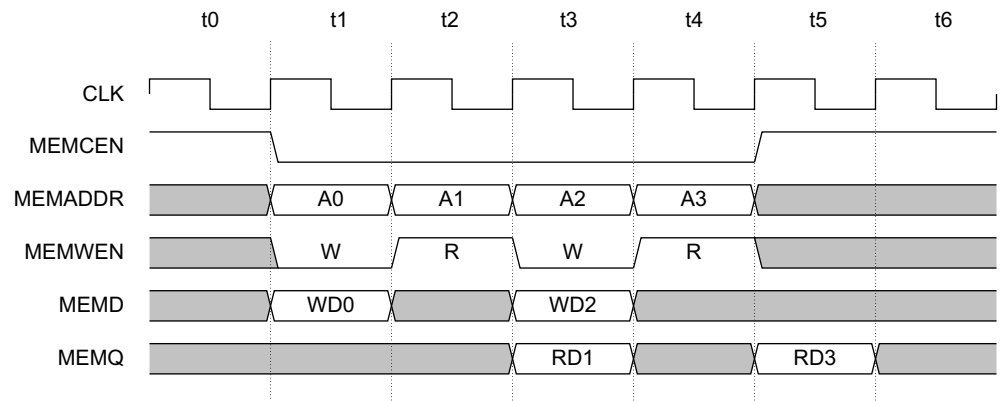 t0 t1 t2 t3 t4 t5 t6
CLK
MEMCEN
MEMADDR A0 A1 A2 A3
MEMWEN W R W R
MEMD WD0 WD2
MEMQ RD1 RD3